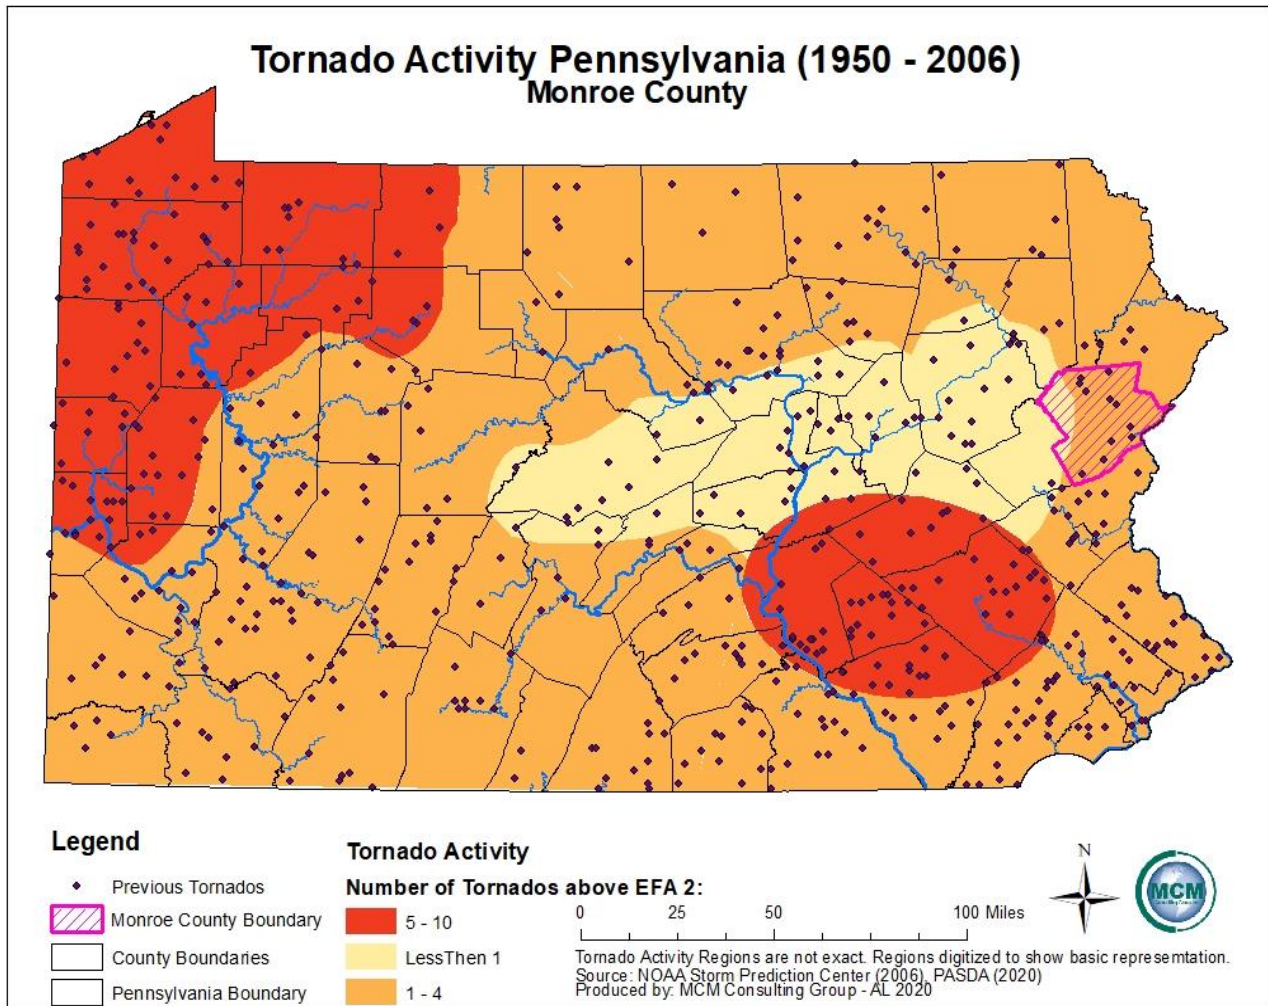 Tornado Activity Pennsylvania (1950 - 2006)
Monroe County
Legend
Previous Tornados
Monroe County Boundary
County Boundaries
Pennsylvania Boundary
Tornado Activity
Number of Tornados above EFA 2:
5 - 10
LessThen 1
1 - 4
0 25 50 100 Miles
N
MCM
Tornado Activity Regions are not exact. Regions digitized to show basic represemtation.
Source: NOAA Storm Prediction Center (2006), PASDA (2020)
Produced by: MCM Consulting Group - AL 2020